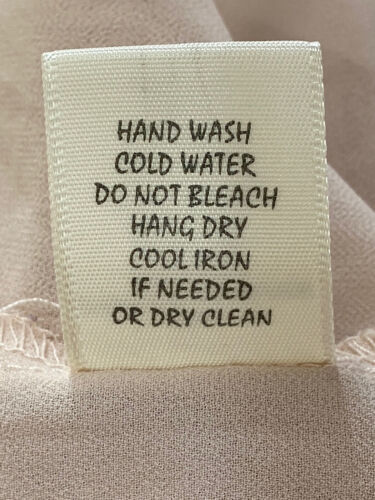 HAND WASH
COLD WATER
DO NOT BLEACH
HANG DRY
COOL IRON
IF NEEDED
OR DRY CLEAN